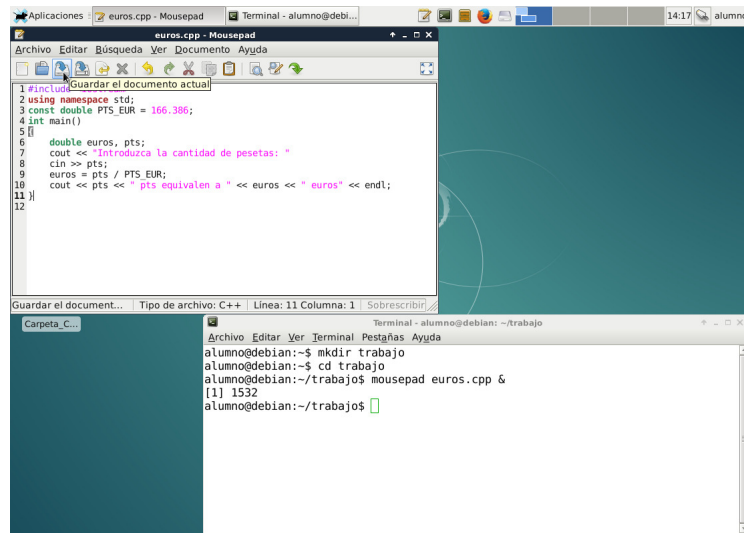 Aplicaciones euros.cpp - Mousepad Terminal - alumno@debi... 14:17 alumno
euros.cpp - Mousepad
Archivo Editar Búsqueda Ver Documento Ayuda
Guardar el documento actual
1 #include
2 using namespace std;
3 const double PTS_EUR = 166.386;
4 int main()
5 {
6 double euros, pts;
7 cout << "Introduzca la cantidad de pesetas: "
8 cin >> pts;
9 euros = pts / PTS_EUR;
10 cout << pts << " pts equivalen a " << euros << " euros" << endl;
11 }
12
Guardar el document... Tipo de archivo: C++ Línea: 11 Columna: 1 Sobrescribir
Carpeta_C...
Terminal - alumno@debian: ~/trabajo
Archivo Editar Ver Terminal Pestañas Ayuda
alumno@debian:~$ mkdir trabajo
alumno@debian:~$ cd trabajo
alumno@debian:~/trabajo$ mousepad euros.cpp &
[1] 1532
alumno@debian:~/trabajo$